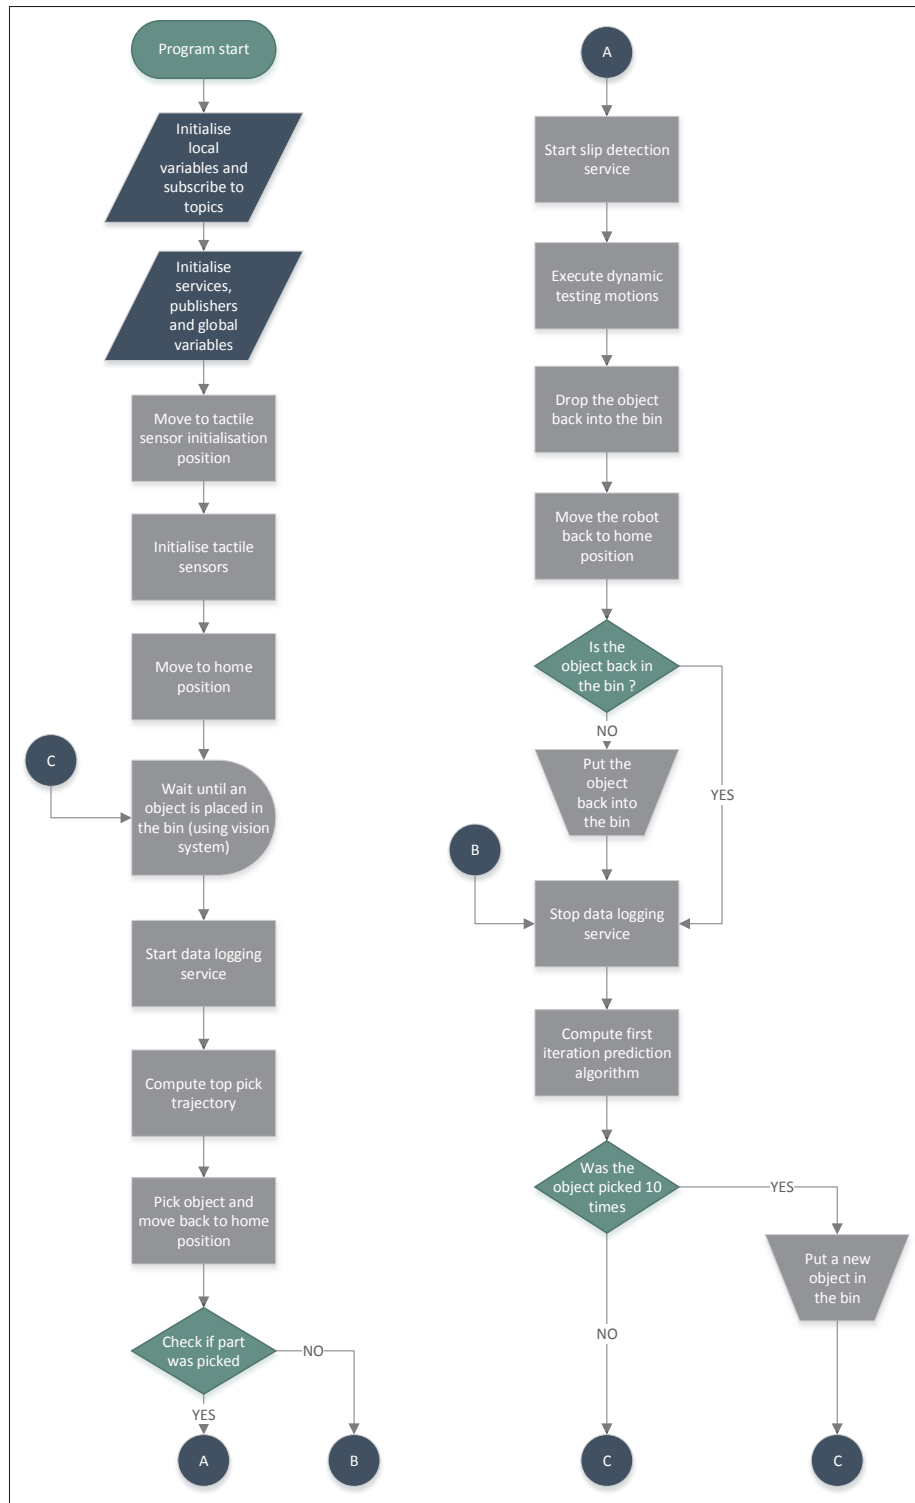 Program start
Initialise
local
variables and
subscribe to
topics
Initialise
services,
publishers
and global
variables
Move to tactile
sensor initialisation
position
Initialise tactile
sensors
Move to home
position
C
Wait until an
object is placed in
the bin (using vision
system)
Start data logging
service
Compute top pick
trajectory
Pick object and
move back to home
position
Check if part
was picked
NO
YES
A
B
A
Start slip detection
service
Execute dynamic
testing motions
Drop the object
back into the bin
Move the robot
back to home
position
Is the
object back in
the bin ?
NO
YES
Put the
object
back into
the bin
B
Stop data logging
service
Compute first
iteration prediction
algorithm
Was the
object picked 10
times
YES
Put a new
object in
the bin
NO
C
C